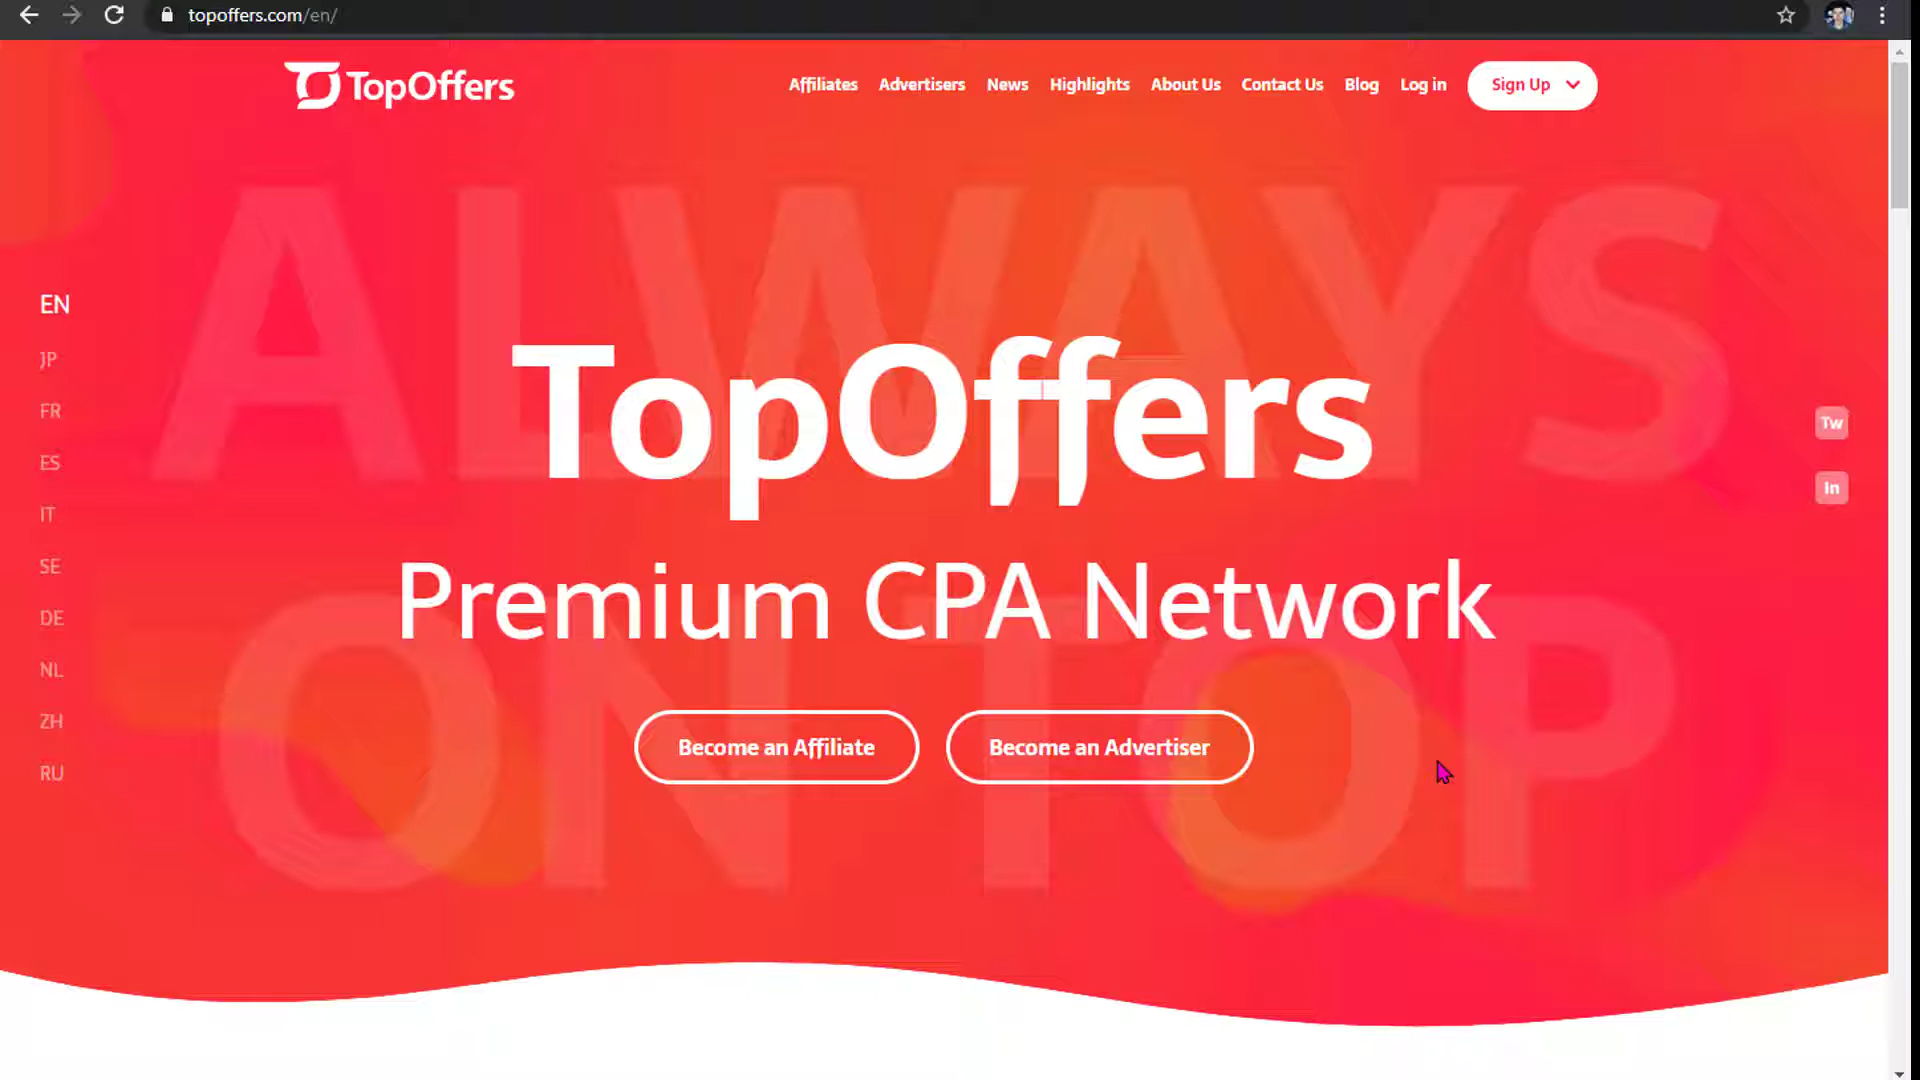 topoffers.com/en/
TopOffers
Affiliates Advertisers News Highlights About Us Contact Us Blog Log in Sign Up
ALWAYS
ON TOP
EN
JP
FR
ES
IT
SE
DE
NL
ZH
RU
TopOffers
Premium CPA Network
Become an Affiliate Become an Advertiser
Tw
In